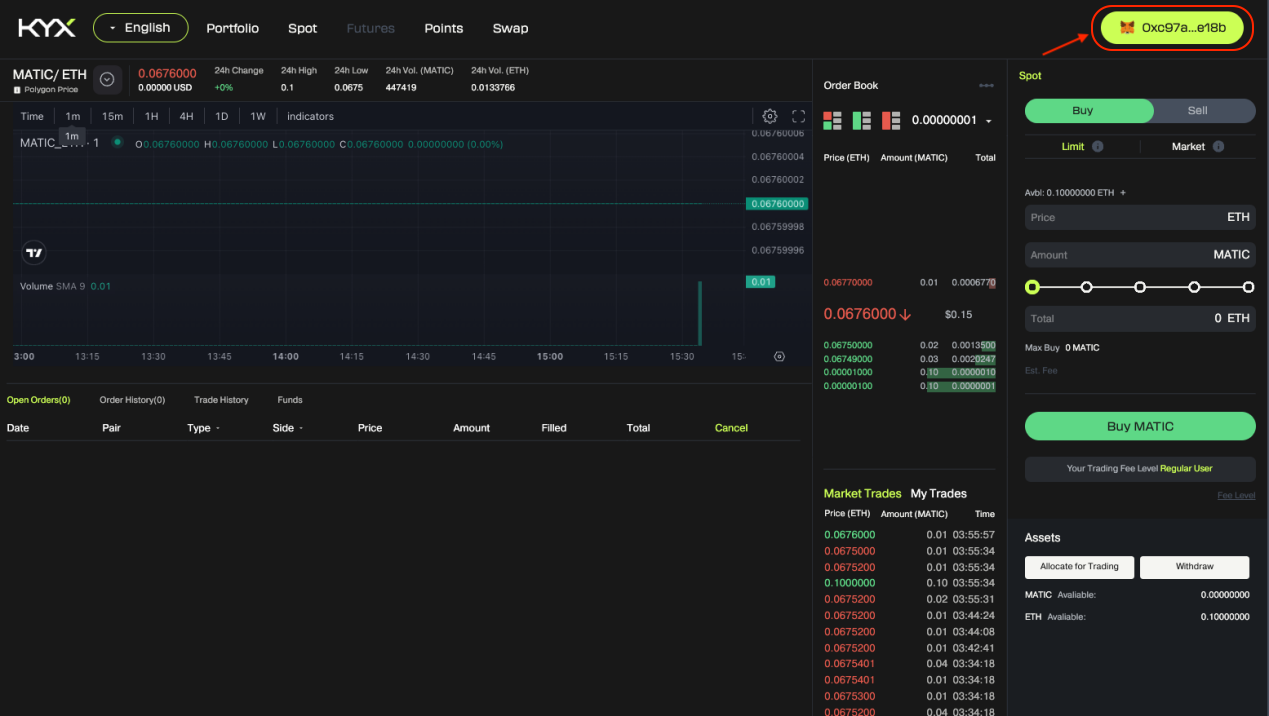 KYX English Portfolio Spot Futures Points Swap 0xc97a...e18b
MATIC/ ETH
Polygon Price
0.0676000
0.00000 USD
24h Change
+0%
24h High
0.1
24h Low
0.0675
24h Vol. (MATIC)
447419
24h Vol. (ETH)
0.0133766
Time 1m 15m 1H 4H 1D 1W indicators
1m
· 1 O0.06760000 H0.06760000 L0.06760000 C0.06760000 0.00000000 (0.00%)
0.06760006
0.06760004
0.06760002
0.06760000
0.06759998
0.06759996
Volume SMA 9 0.01
0.01
3:00 13:15 13:30 13:45 14:00 14:15 14:30 14:45 15:00 15:15 15:30 15:
Open Orders(0) Order History(0) Trade History Funds
Date Pair Type Side Price Amount Filled Total Cancel
Order Book
0.00000001
Price (ETH) Amount (MATIC) Total
0.06770000 0.01 0.0006770
0.0676000 $0.15
0.06750000 0.02 0.0013500
0.06749000 0.03 0.0020247
0.00001000 0.10 0.0000010
0.00000100 0.10 0.0000001
Market Trades My Trades
Price (ETH) Amount (MATIC) Time
0.0676000 0.01 03:55:57
0.0675000 0.01 03:55:34
0.0675200 0.01 03:55:34
0.1000000 0.10 03:55:34
0.0675200 0.02 03:55:31
0.0675200 0.01 03:44:24
0.0675200 0.01 03:44:08
0.0675200 0.01 03:42:41
0.0675401 0.04 03:34:18
0.0675401 0.01 03:34:18
0.0675300 0.01 03:34:18
0.0675200 0.04 03:34:18
Spot
Buy Sell
Limit Market
Avbl: 0.10000000 ETH +
Price ETH
Amount MATIC
Total 0 ETH
Max Buy 0 MATIC
Est. Fee
Buy MATIC
Your Trading Fee Level Regular User
Fee Level
Assets
Allocate for Trading Withdraw
MATIC Avaliable: 0.00000000
ETH Avaliable: 0.10000000